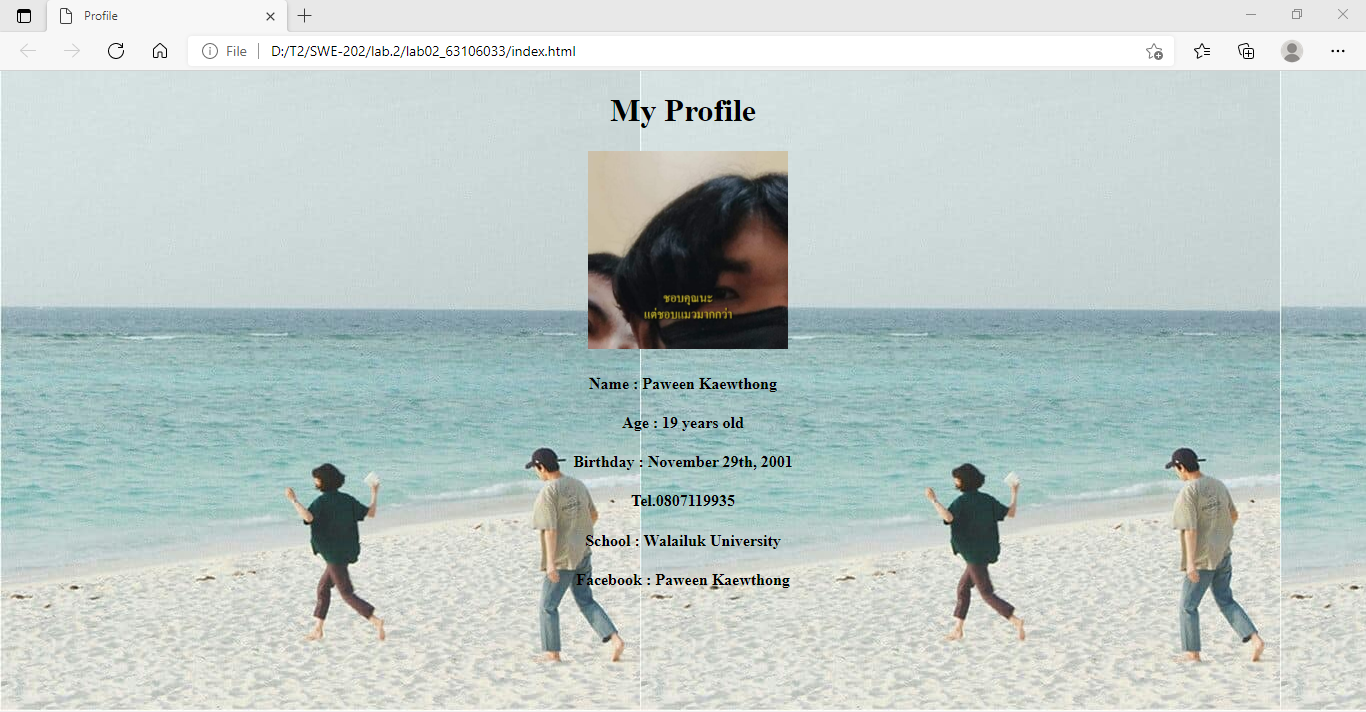 Profile
File
D:/T2/SWE-202/lab.2/lab02_63106033/index.html
My Profile
ชอบคุณนะ
แต่ชอบแมวมากกว่า
Name : Paween Kaewthong
Age : 19 years old
Birthday : November 29th, 2001
Tel.0807119935
School : Walailuk University
Facebook : Paween Kaewthong